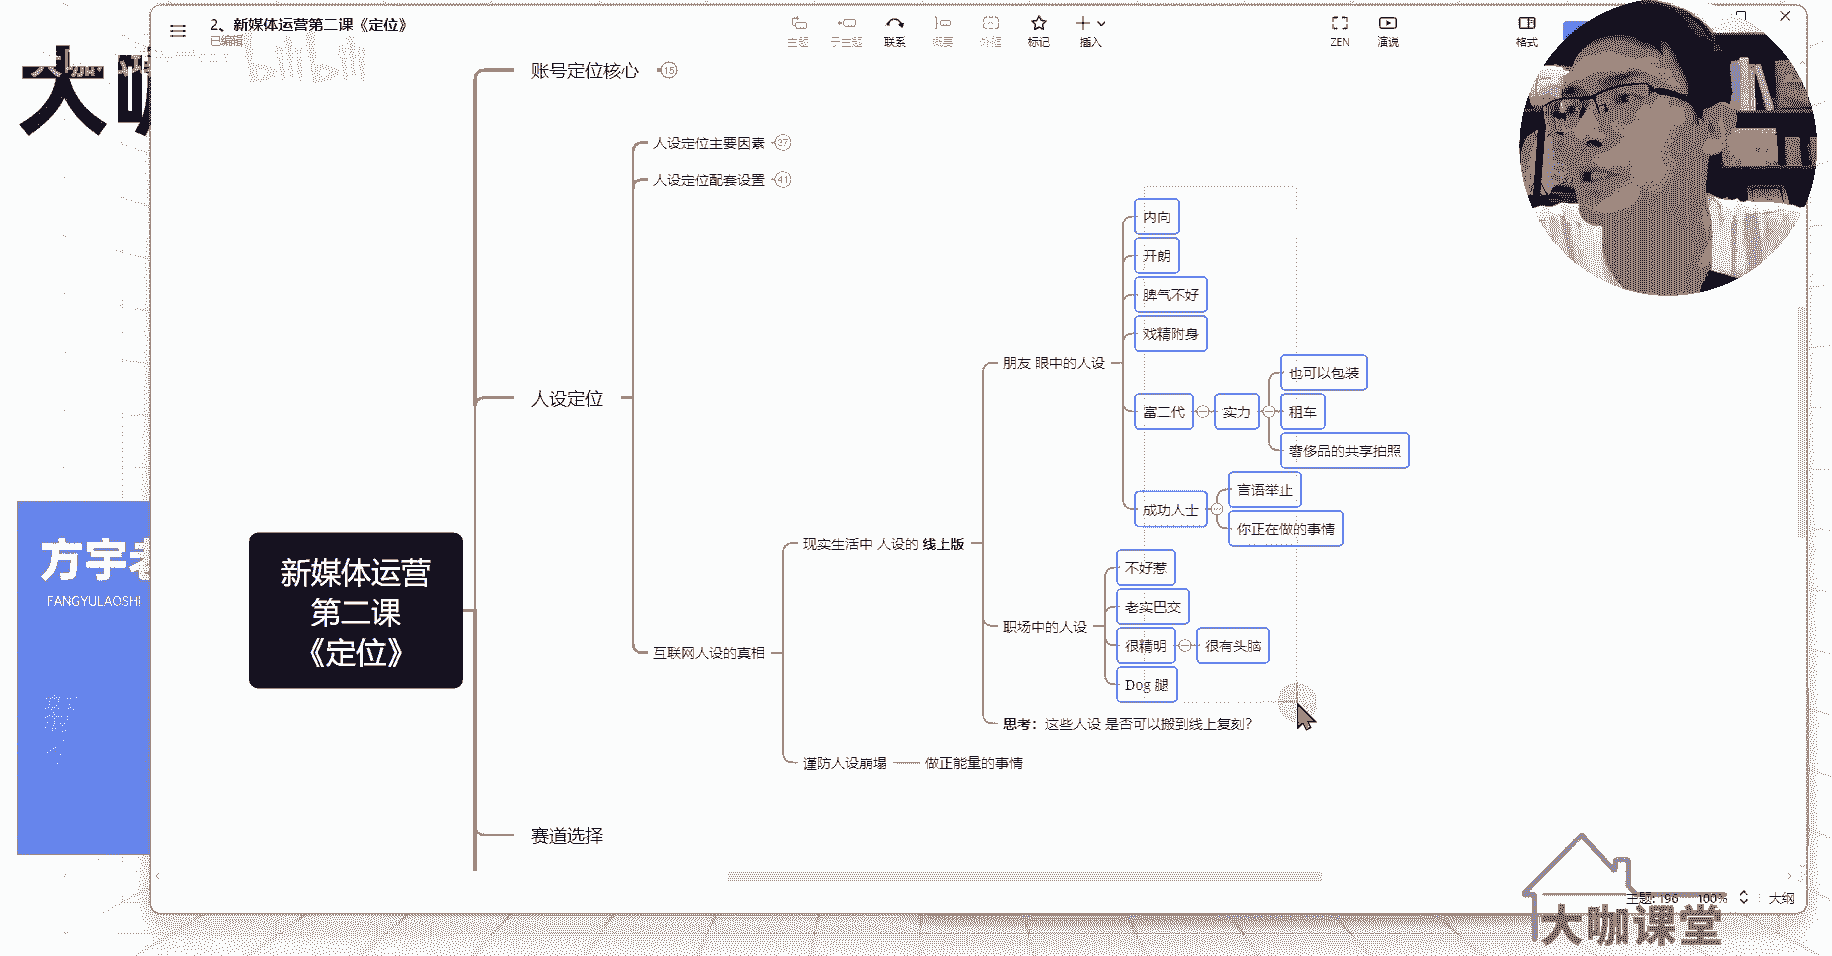 2、新媒体运营第二课《定位》
已编辑
主题
子主题
联系
概要
外框
标记
插入
ZEN
演说
格式
bilibili
大咖
账号定位核心
15
人设定位主要因素
37
人设定位配套设置
41
内向
开朗
脾气不好
戏精附身
朋友 眼中的人设
也可以包装
人设定位
富二代
实力
租车
奢侈品的共享拍照
言语举止
成功人士
你正在做的事情
现实生活中 人设的 线上版
不好惹
新媒体运营
第二课
《定位》
方宇老
FANGYULAOSHI
老实巴交
职场中的人设
很精明
很有头脑
互联网人设的真相
Dog 腿
思考：这些人设 是否可以搬到线上复刻？
谨防人设崩塌
做正能量的事情
赛道选择
主题: 196
100%
大纲
大咖课堂